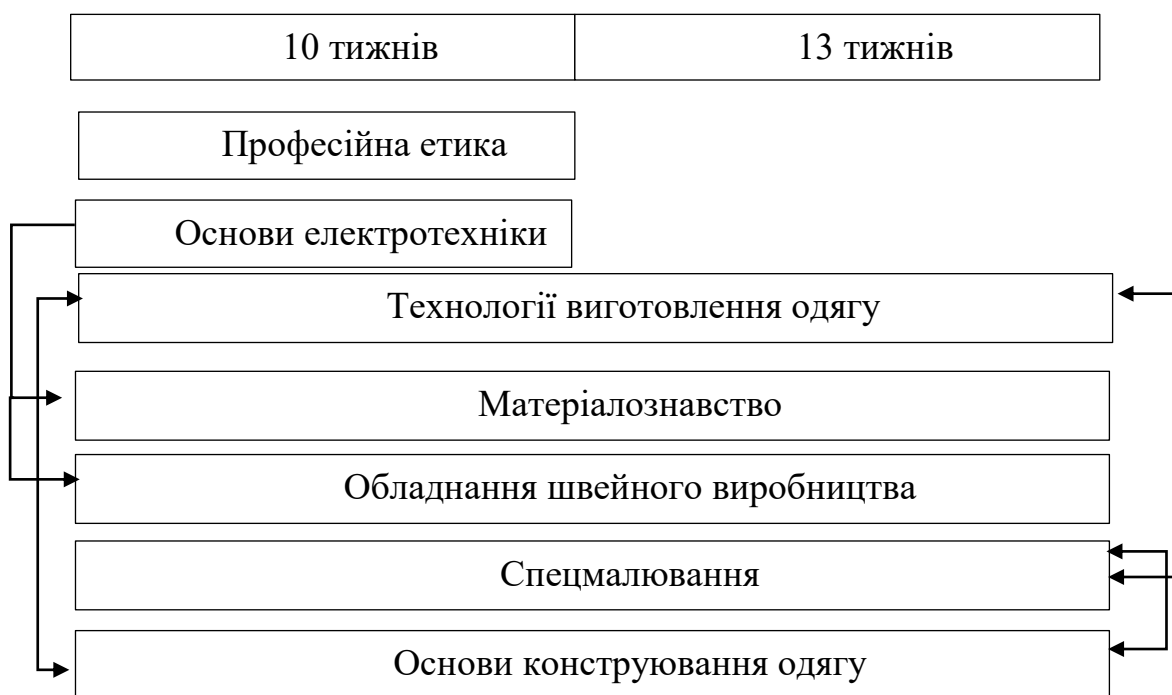 10 тижнів 13 тижнів
Професійна етика
Основи електротехніки
Технології виготовлення одягу
Матеріалознавство
Обладнання швейного виробництва
Спецмалювання
Основи конструювання одягу